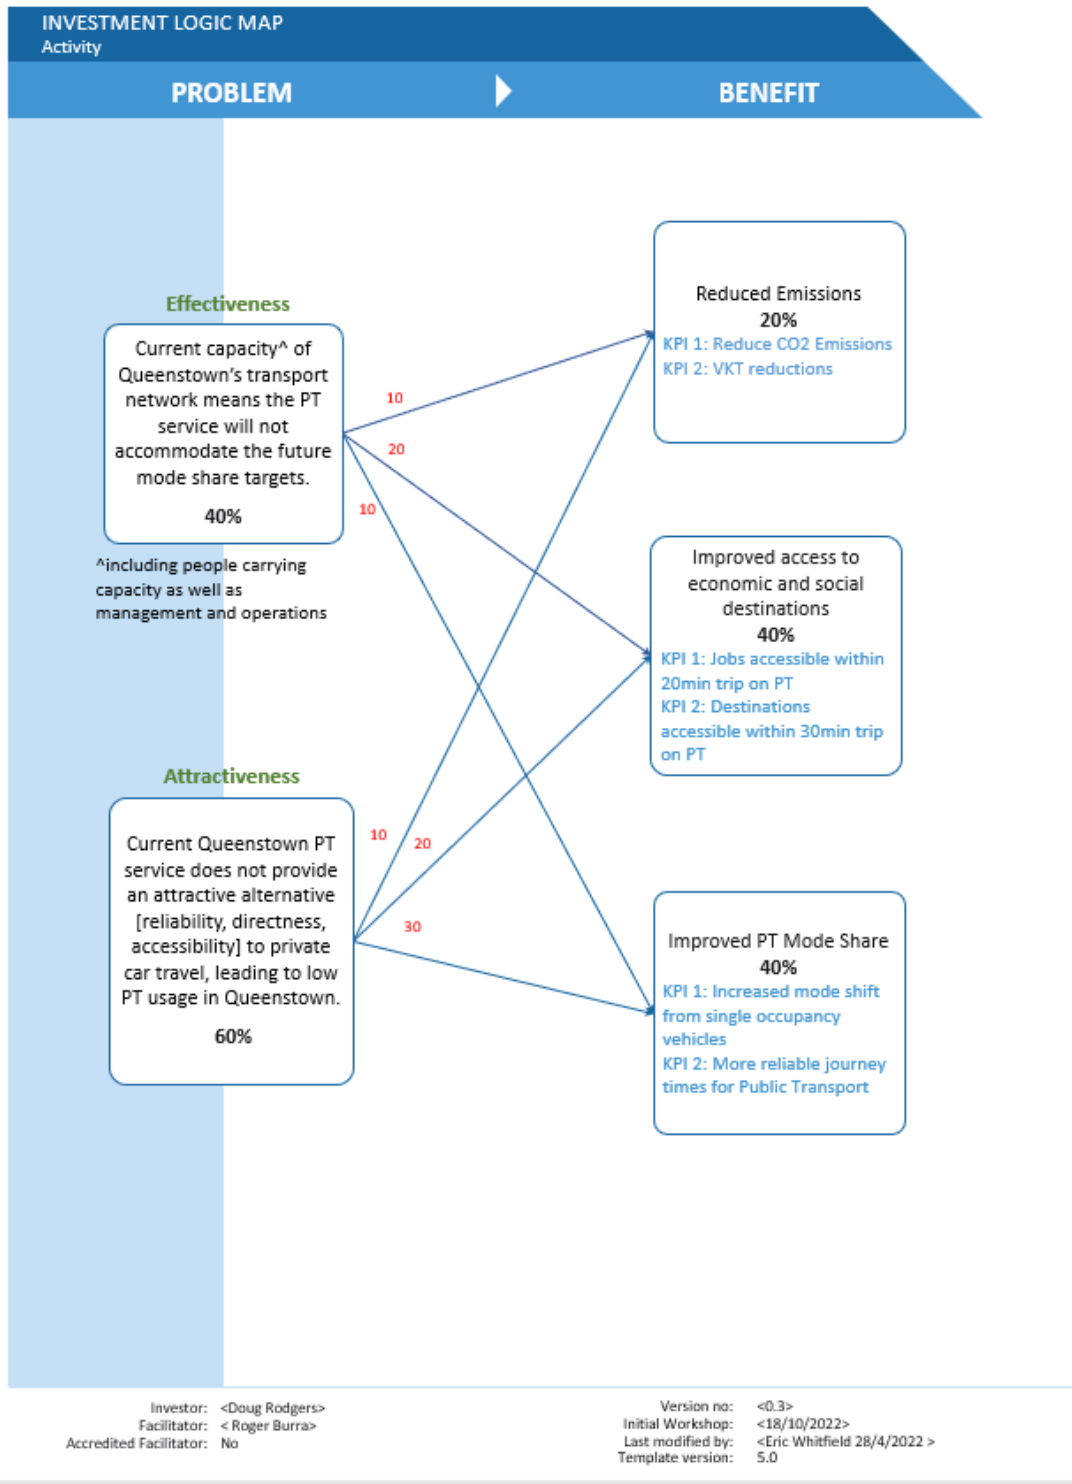 INVESTMENT LOGIC MAP
Activity
PROBLEM
BENEFIT
Effectiveness
Current capacity^ of
Queenstown's transport
network means the PT
service will not
accommodate the future
mode share targets.
40%
^including people carrying
capacity as well as
management and operations
Attractiveness
Current Queenstown PT
service does not provide
an attractive alternative
[reliability, directness,
accessibility] to private
car travel, leading to low
PT usage in Queenstown.
60%
10
20
10
10
20
30
Reduced Emissions
20%
KPI 1: Reduce CO2 Emissions
KPI 2: VKT reductions
Improved access to
economic and social
destinations
40%
KPI 1: Jobs accessible within
20min trip on PT
KPI 2: Destinations
accessible within 30min trip
on PT
Improved PT Mode Share
40%
KPI 1: Increased mode shift
from single occupancy
vehicles
KPI 2: More reliable journey
times for Public Transport
Investor: <Doug Rodgers>
Facilitator: < Roger Burra>
Accredited Facilitator: No
Version no: <0.3>
Initial Workshop: <18/10/2022>
Last modified by: <Eric Whitfield 28/4/2022 >
Template version: 5.0